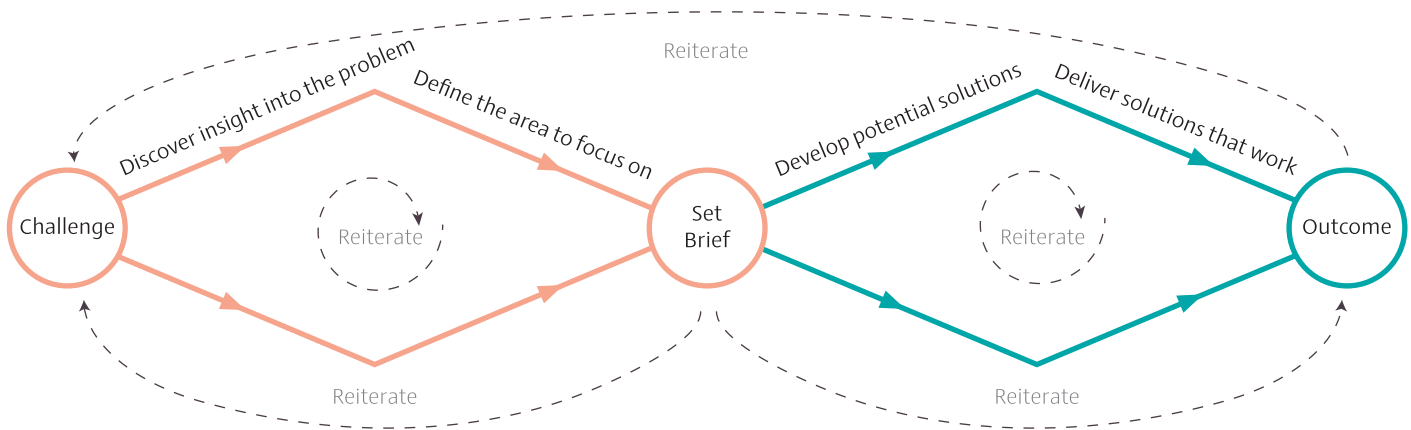 Reiterate
Discover insight into the problem
Define the area to focus on
Develop potential solutions
Deliver solutions that work
Challenge
Reiterate
Set
Brief
Reiterate
Outcome
Reiterate
Reiterate